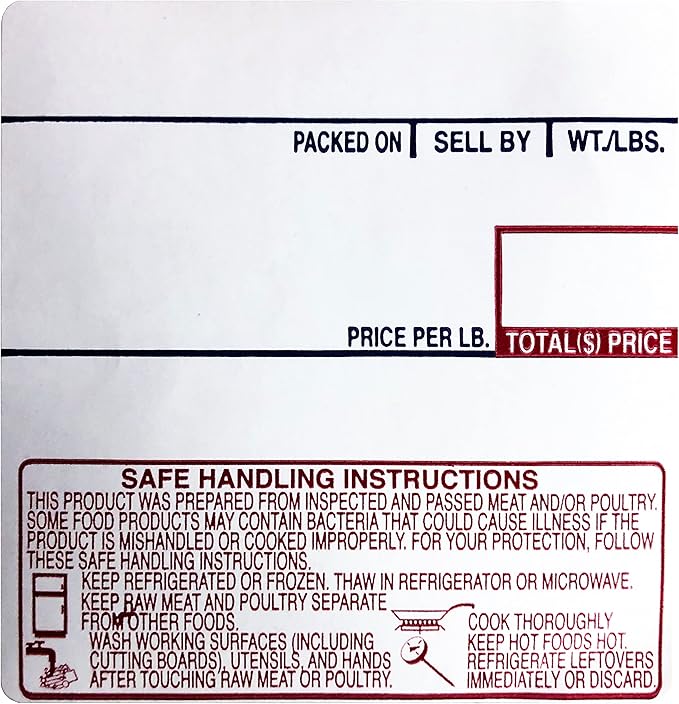 PACKED ON SELL BY WT./LBS.
PRICE PER LB. TOTAL($) PRICE
SAFE HANDLING INSTRUCTIONS
THIS PRODUCT WAS PREPARED FROM INSPECTED AND PASSED MEAT AND/OR POULTRY.
SOME FOOD PRODUCTS MAY CONTAIN BACTERIA THAT COULD CAUSE ILLNESS IF THE
PRODUCT IS MISHANDLED OR COOKED IMPROPERLY. FOR YOUR PROTECTION, FOLLOW
THESE SAFE HANDLING INSTRUCTIONS.
KEEP REFRIGERATED OR FROZEN. THAW IN REFRIGERATOR OR MICROWAVE.
KEEP RAW MEAT AND POULTRY SEPARATE
FROM OTHER FOODS.
WASH WORKING SURFACES (INCLUDING
CUTTING BOARDS), UTENSILS, AND HANDS
AFTER TOUCHING RAW MEAT OR POULTRY.
COOK THOROUGHLY
KEEP HOT FOODS HOT.
REFRIGERATE LEFTOVERS
IMMEDIATELY OR DISCARD.